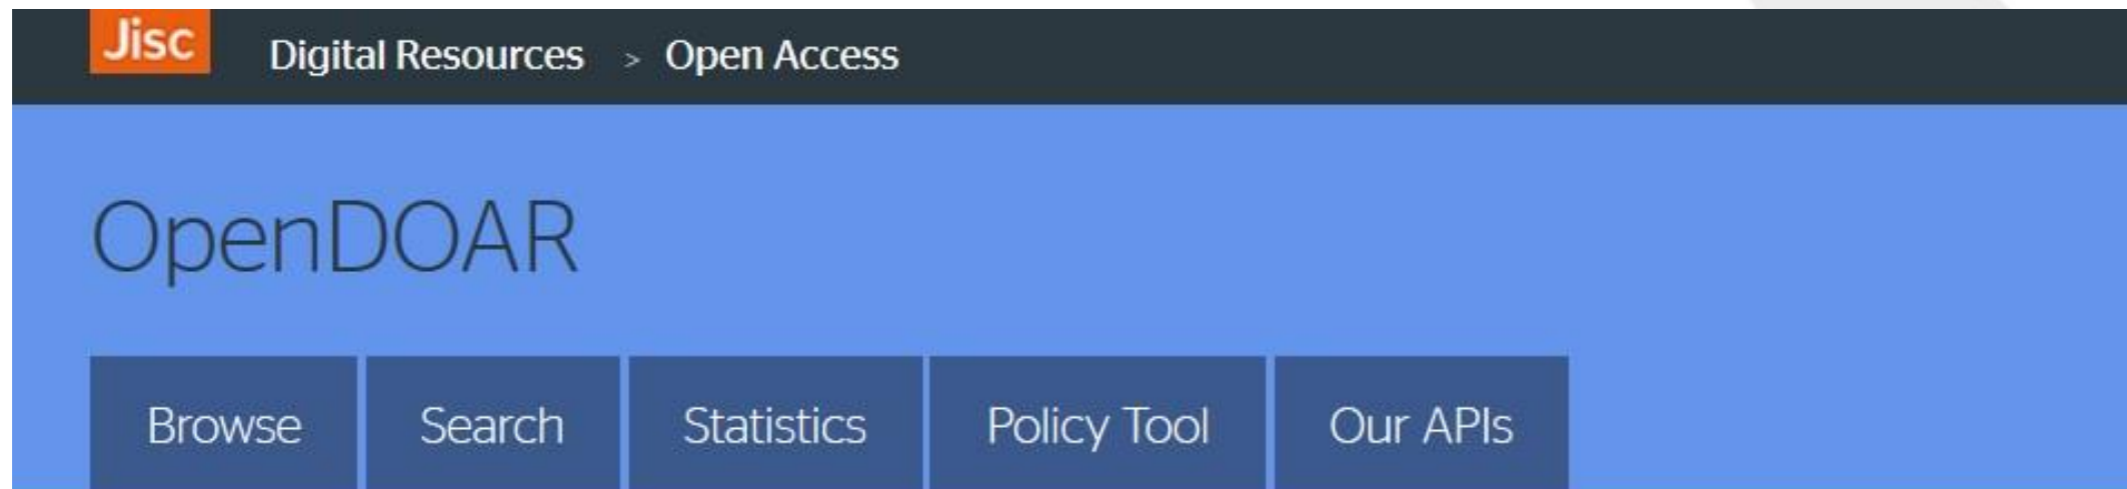 Jisc Digital Resources > Open Access
OpenDOAR
Browse Search Statistics Policy Tool Our APIs